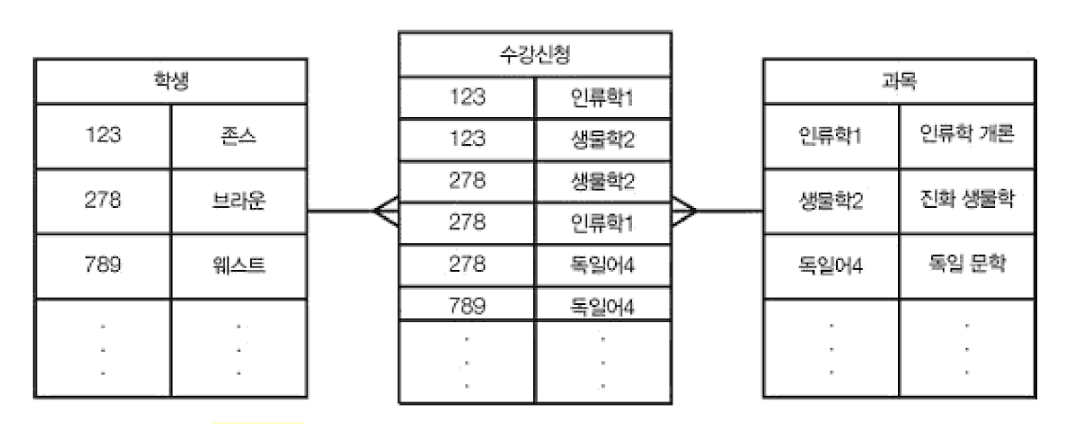 학생
123 존스
278 브라운
789 웨스트
수강신청
123 인류학1
123 생물학2
278 생물학2
278 인류학1
278 독일어4
789 독일어4
과목
인류학1 인류학 개론
생물학2 진화 생물학
독일어4 독일 문학